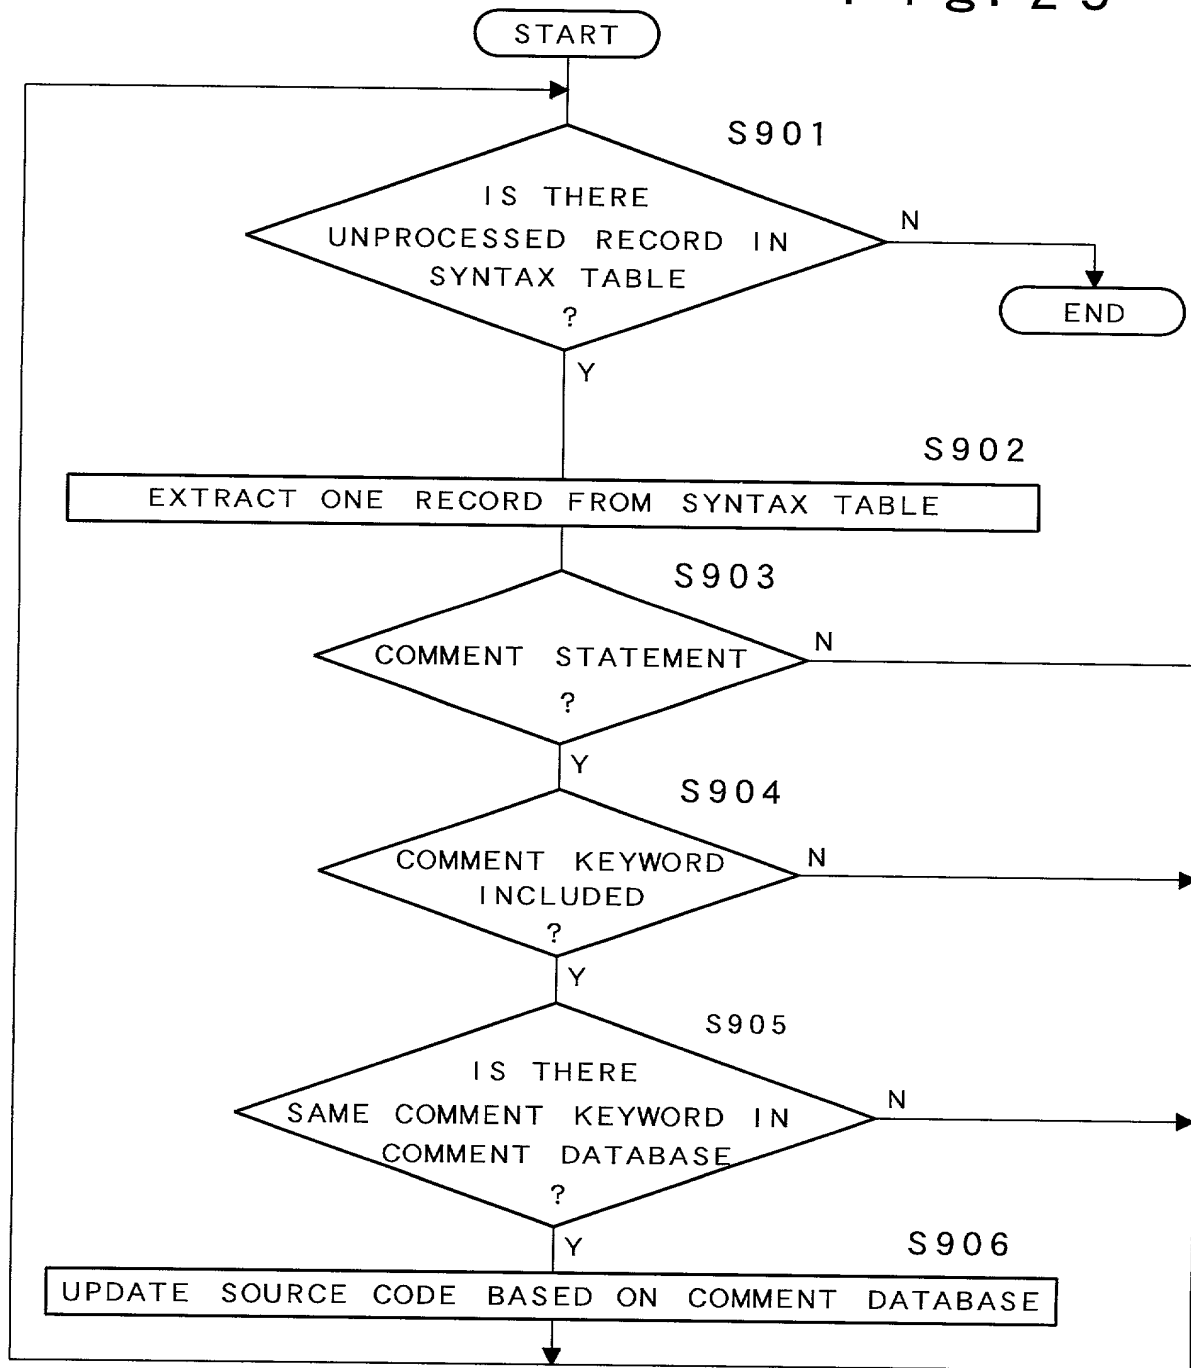 START
S901
IS THERE
UNPROCESSED RECORD IN
SYNTAX TABLE
?
N
END
Y
S902
EXTRACT ONE RECORD FROM SYNTAX TABLE
S903
COMMENT STATEMENT
?
N
Y
S904
COMMENT KEYWORD
INCLUDED
?
N
Y
S905
IS THERE
SAME COMMENT KEYWORD IN
COMMENT DATABASE
?
N
Y
S906
UPDATE SOURCE CODE BASED ON COMMENT DATABASE